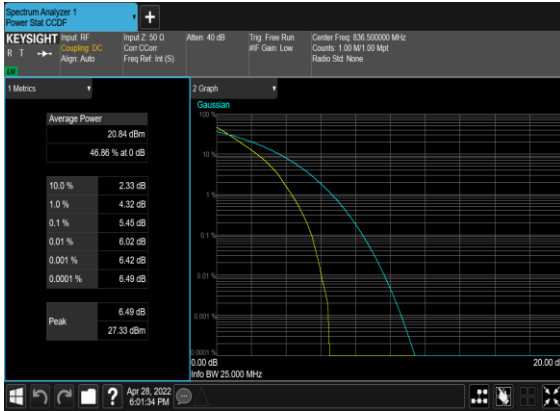 Spectrum Analyzer 1
Power Stat CCDF
+
KEYSIGHT
R T
LXI
Input: RF
Coupling: DC
Align: Auto
Input Z: 50 Ω
Corr CCorr
Freq Ref: Int (S)
Atten: 40 dB
Trig: Free Run
#IF Gain: Low
Center Freq: 836.500000 MHz
Counts: 1.00 M/1.00 Mpt
Radio Std: None
1 Metrics
Average Power
20.84 dBm
46.86 % at 0 dB
10.0 % 2.33 dB
1.0 % 4.32 dB
0.1 % 5.45 dB
0.01 % 6.02 dB
0.001 % 6.42 dB
0.0001 % 6.49 dB
Peak
6.49 dB
27.33 dBm
2 Graph
Gaussian
100 %
10 %
1 %
0.1 %
0.01 %
0.001 %
0.0001 %
0.00 dB
20.00 d
Info BW 25.000 MHz
?
Apr 28, 2022
6:01:34 PM